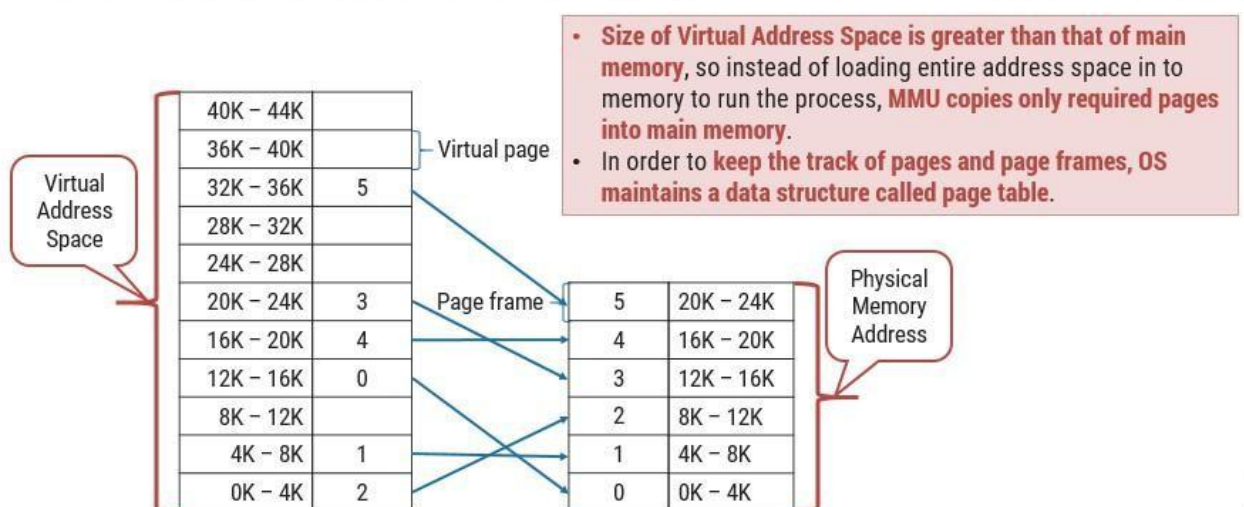 • Size of Virtual Address Space is greater than that of main
memory, so instead of loading entire address space in to
memory to run the process, MMU copies only required pages
into main memory.
• In order to keep the track of pages and page frames, OS
maintains a data structure called page table.
Virtual
Address
Space
40K – 44K
36K – 40K
Virtual page
32K – 36K 5
28K – 32K
24K – 28K
20K – 24K 3
16K – 20K 4
12K – 16K 0
8K – 12K
4K – 8K 1
0K – 4K 2
Page frame
5 20K – 24K
4 16K – 20K
3 12K – 16K
2 8K – 12K
1 4K – 8K
0 0K – 4K
Physical
Memory
Address